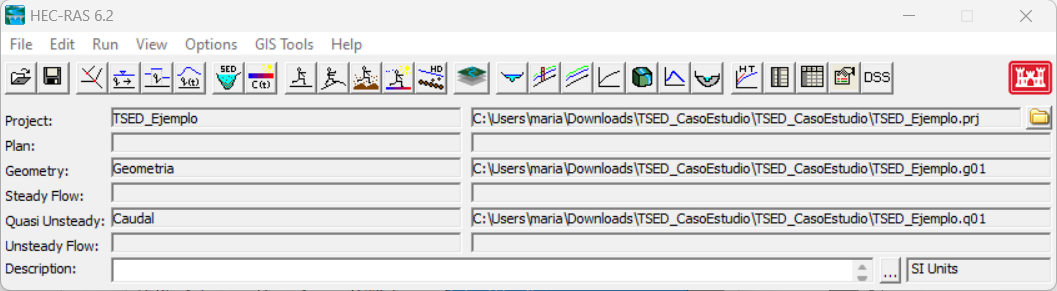 HEC-RAS 6.2
File Edit Run View Options GIS Tools Help
SED C(t) HD HT DSS
Project: TSED_Ejemplo C:\Users\maria\Downloads\TSED_CasoEstudio\TSED_CasoEstudio\TSED_Ejemplo.prj
Plan:
Geometry: Geometria C:\Users\maria\Downloads\TSED_CasoEstudio\TSED_CasoEstudio\TSED_Ejemplo.g01
Steady Flow:
Quasi Unsteady: Caudal C:\Users\maria\Downloads\TSED_CasoEstudio\TSED_CasoEstudio\TSED_Ejemplo.q01
Unsteady Flow:
Description: ... SI Units